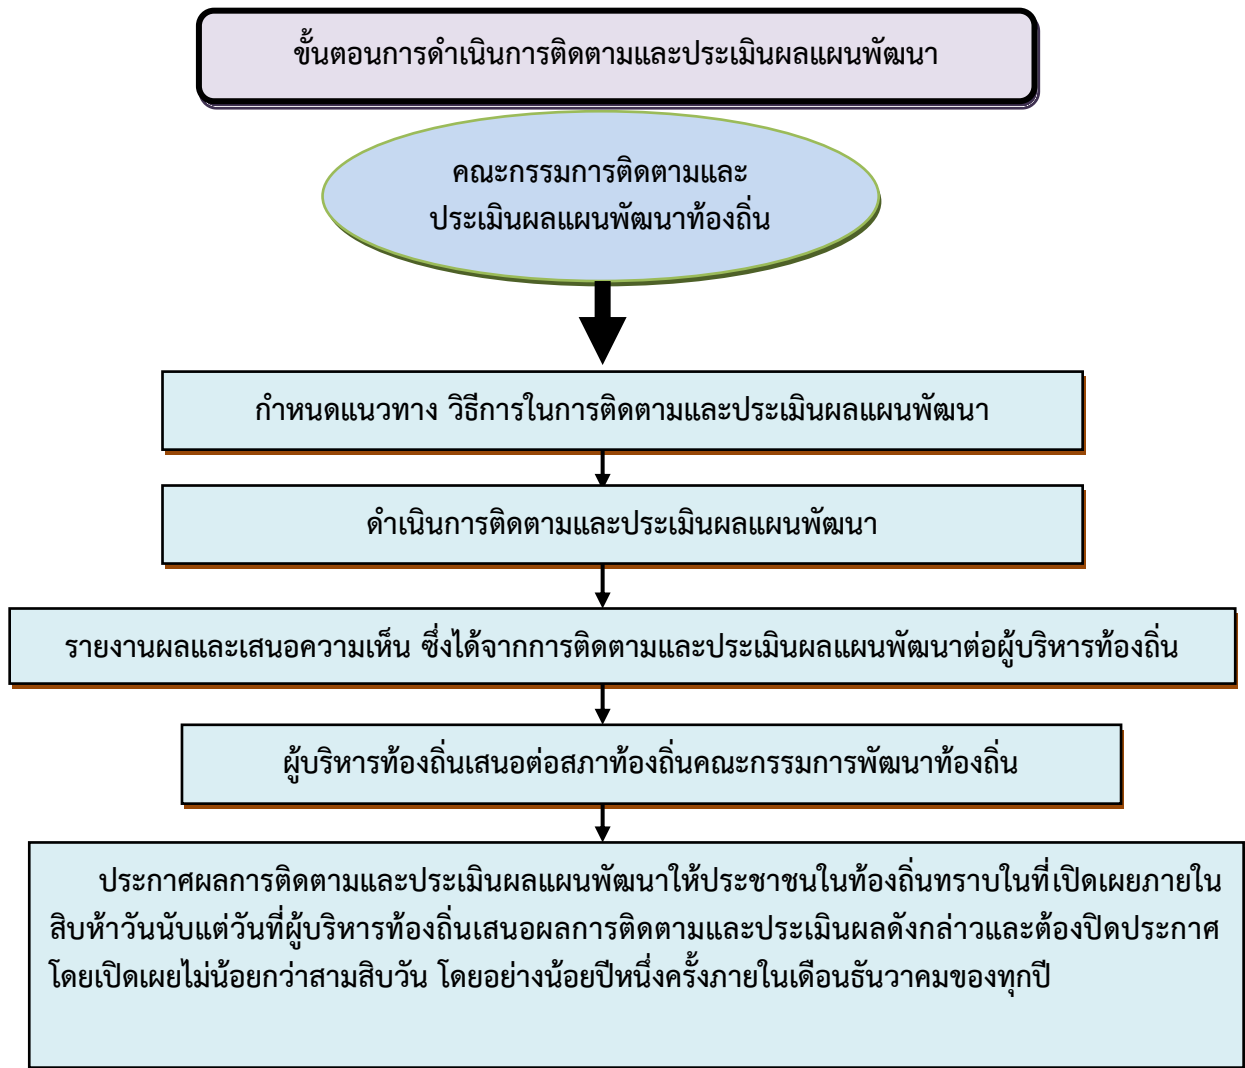 ขั้นตอนการดำเนินการติดตามและประเมินผลแผนพัฒนา
คณะกรรมการติดตามและ
ประเมินผลแผนพัฒนาท้องถิ่น
กำหนดแนวทาง วิธีการในการติดตามและประเมินผลแผนพัฒนา
ดำเนินการติดตามและประเมินผลแผนพัฒนา
รายงานผลและเสนอความเห็น ซึ่งได้จากการติดตามและประเมินผลแผนพัฒนาต่อผู้บริหารท้องถิ่น
ผู้บริหารท้องถิ่นเสนอต่อสภาท้องถิ่นคณะกรรมการพัฒนาท้องถิ่น
ประกาศผลการติดตามและประเมินผลแผนพัฒนาให้ประชาชนในท้องถิ่นทราบในที่เปิดเผยภายใน
สิบห้าวันนับแต่วันที่ผู้บริหารท้องถิ่นเสนอผลการติดตามและประเมินผลดังกล่าวและต้องปิดประกาศ
โดยเปิดเผยไม่น้อยกว่าสามสิบวัน โดยอย่างน้อยปีหนึ่งครั้งภายในเดือนธันวาคมของทุกปี